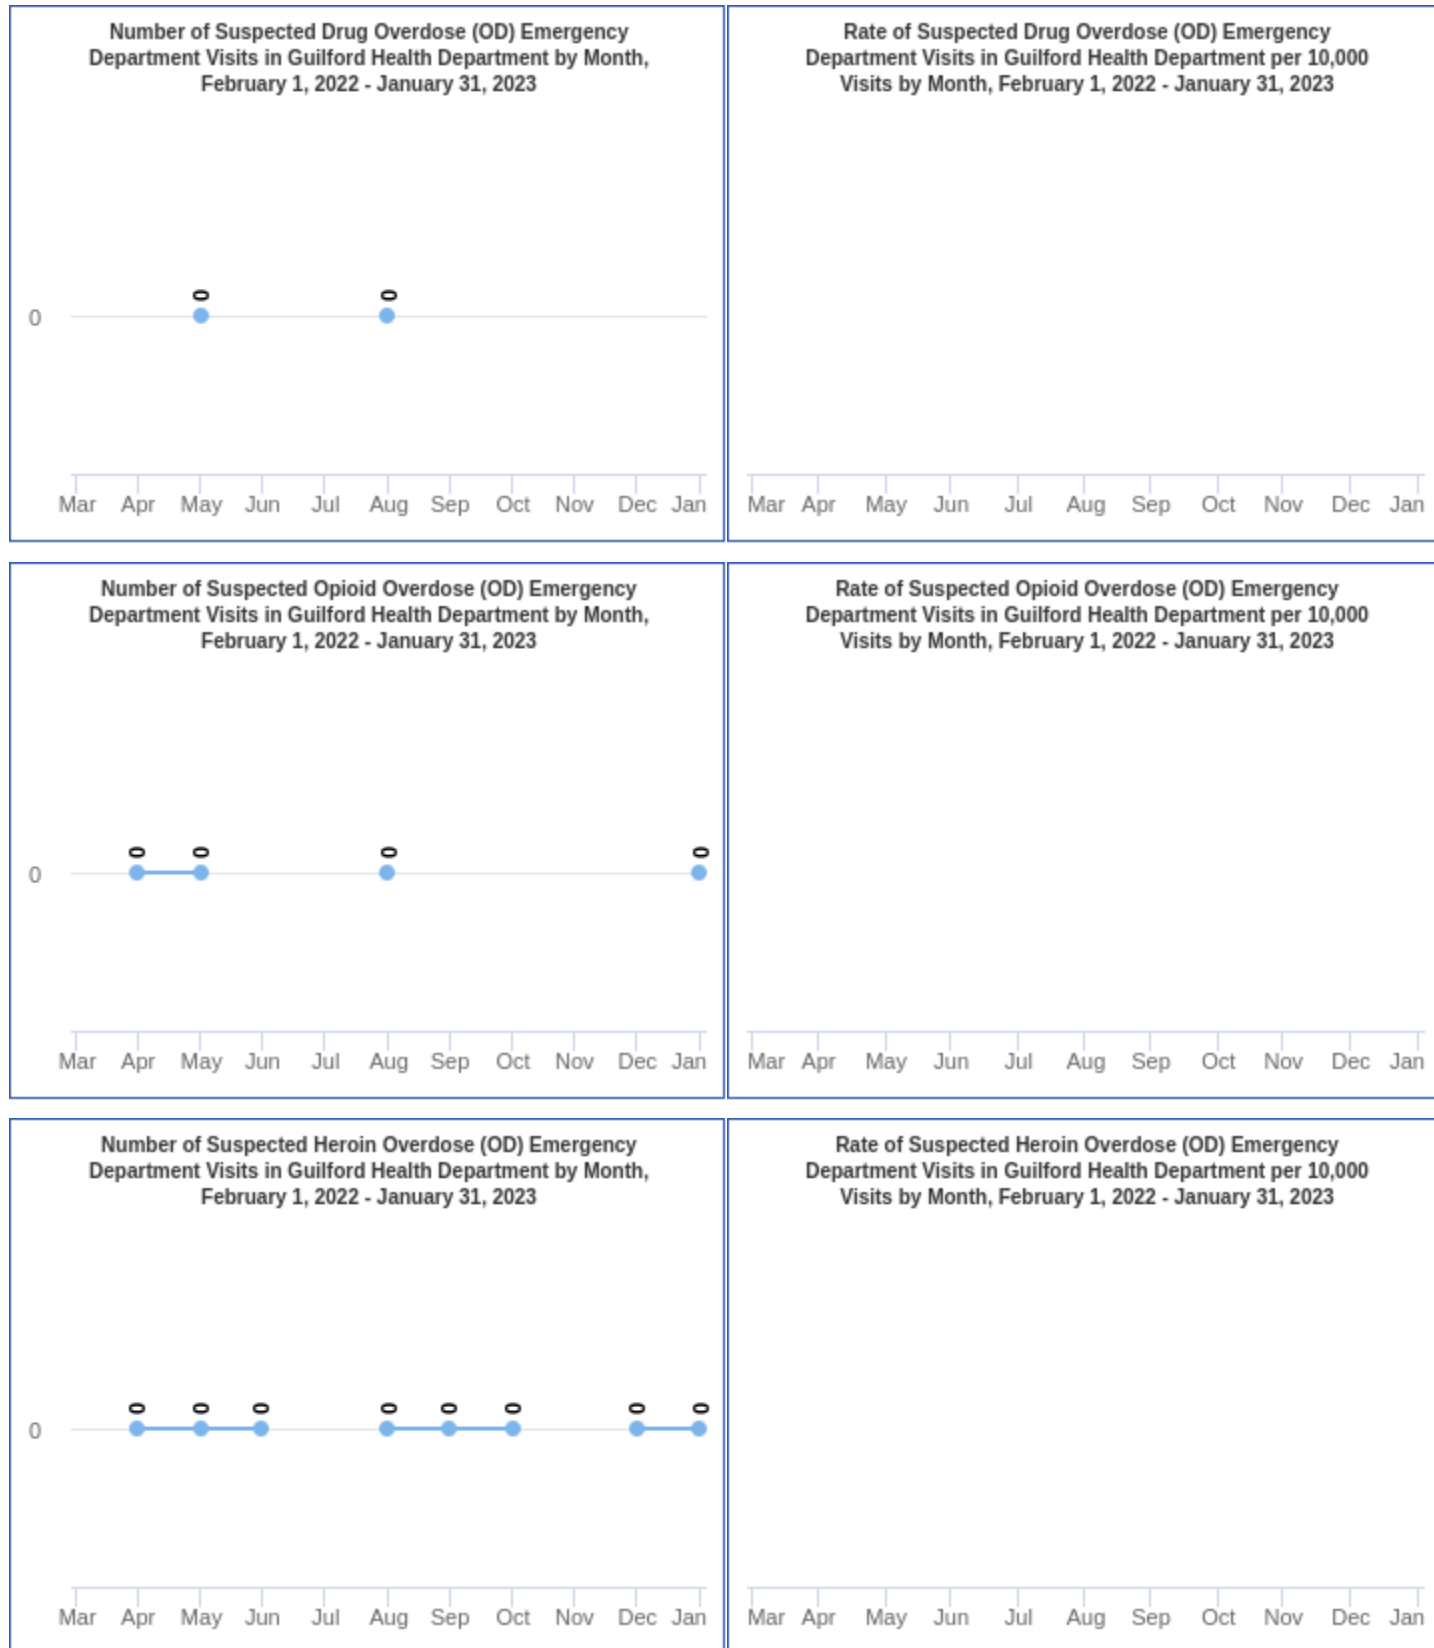 Number of Suspected Drug Overdose (OD) Emergency
Department Visits in Guilford Health Department by Month,
February 1, 2022 - January 31, 2023
0 0
0
Mar Apr May Jun Jul Aug Sep Oct Nov Dec Jan
Rate of Suspected Drug Overdose (OD) Emergency
Department Visits in Guilford Health Department per 10,000
Visits by Month, February 1, 2022 - January 31, 2023
Mar Apr May Jun Jul Aug Sep Oct Nov Dec Jan
Number of Suspected Opioid Overdose (OD) Emergency
Department Visits in Guilford Health Department by Month,
February 1, 2022 - January 31, 2023
0 0 0 0
0
Mar Apr May Jun Jul Aug Sep Oct Nov Dec Jan
Rate of Suspected Opioid Overdose (OD) Emergency
Department Visits in Guilford Health Department per 10,000
Visits by Month, February 1, 2022 - January 31, 2023
Mar Apr May Jun Jul Aug Sep Oct Nov Dec Jan
Number of Suspected Heroin Overdose (OD) Emergency
Department Visits in Guilford Health Department by Month,
February 1, 2022 - January 31, 2023
0 0 0 0 0 0 0 0
0
Mar Apr May Jun Jul Aug Sep Oct Nov Dec Jan
Rate of Suspected Heroin Overdose (OD) Emergency
Department Visits in Guilford Health Department per 10,000
Visits by Month, February 1, 2022 - January 31, 2023
Mar Apr May Jun Jul Aug Sep Oct Nov Dec Jan